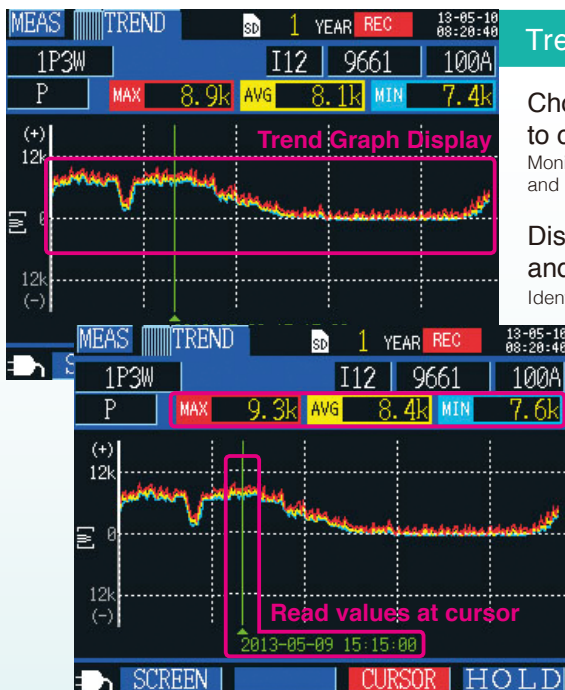 MEAS TREND SD 1 YEAR REC 13-05-10 08:20:40
1P3W I12 9661 100A
P MAX 8.9k AVG 8.1k MIN 7.4k
(+)
12k
Trend Graph Display
[W] 0
12k
(-)
Tre
Cho
to c
Mon
and
Dis
and
Iden
MEAS TREND SD 1 YEAR REC 13-05-10 08:20:40
1P3W I12 9661 100A
P MAX 9.3k AVG 8.4k MIN 7.6k
(+)
12k
[W] 0
12k
(-)
Read values at cursor
2013-05-09 15:15:00
SCREEN CURSOR HOLD